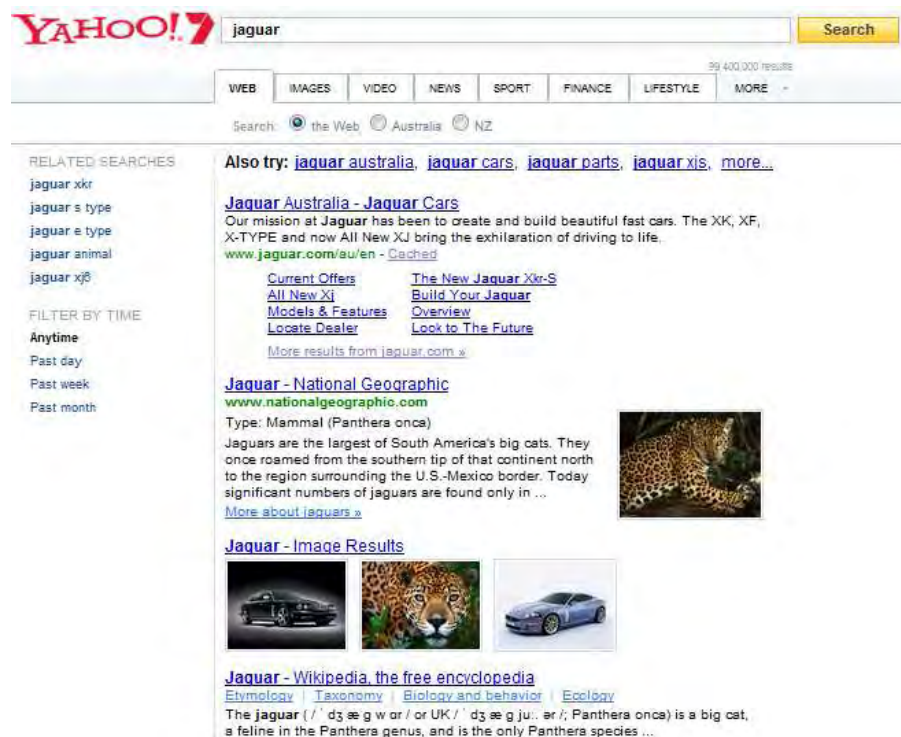 YAHOO!7
jaguar
Search
99,400,000 results
WEB IMAGES VIDEO NEWS SPORT FINANCE LIFESTYLE MORE
Search: the Web Australia NZ
RELATED SEARCHES
jaguar xkr
jaguar s type
jaguar e type
jaguar animal
jaguar xj6
FILTER BY TIME
Anytime
Past day
Past week
Past month
Also try: jaguar australia, jaguar cars, jaguar parts, jaguar xjs, more...
Jaguar Australia - Jaguar Cars
Our mission at Jaguar has been to create and build beautiful fast cars. The XK, XF,
X-TYPE and now All New XJ bring the exhilaration of driving to life.
www.jaguar.com/au/en - Cached
Current Offers The New Jaguar Xkr-S
All New Xj Build Your Jaguar
Models & Features Overview
Locate Dealer Look to The Future
More results from jaguar.com »
Jaguar - National Geographic
www.nationalgeographic.com
Type: Mammal (Panthera onca)
Jaguars are the largest of South America's big cats. They
once roamed from the southern tip of that continent north
to the region surrounding the U.S.-Mexico border. Today
significant numbers of jaguars are found only in ...
More about jaguars »
Jaguar - Image Results
Jaguar - Wikipedia, the free encyclopedia
Etymology | Taxonomy | Biology and behavior | Ecology
The jaguar ( / ˈ dʒ æ ɡ w ɑr / or UK / ˈ dʒ æ ɡ ju:. ər /; Panthera onca) is a big cat,
a feline in the Panthera genus, and is the only Panthera species ...